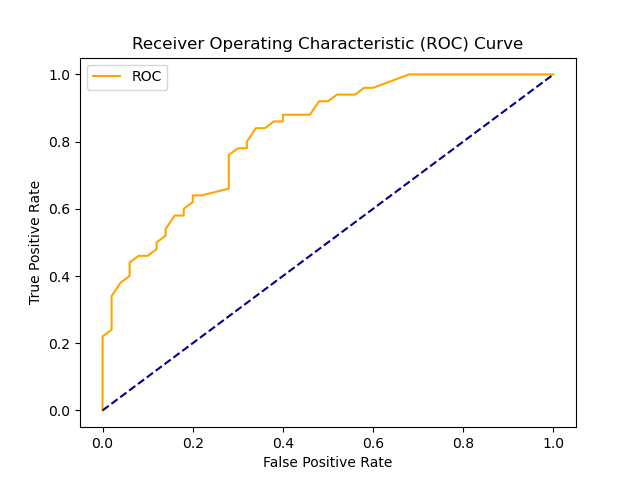 Receiver Operating Characteristic (ROC) Curve
ROC
1.0
0.8
0.6
0.4
0.2
0.0
True Positive Rate
0.0 0.2 0.4 0.6 0.8 1.0
False Positive Rate